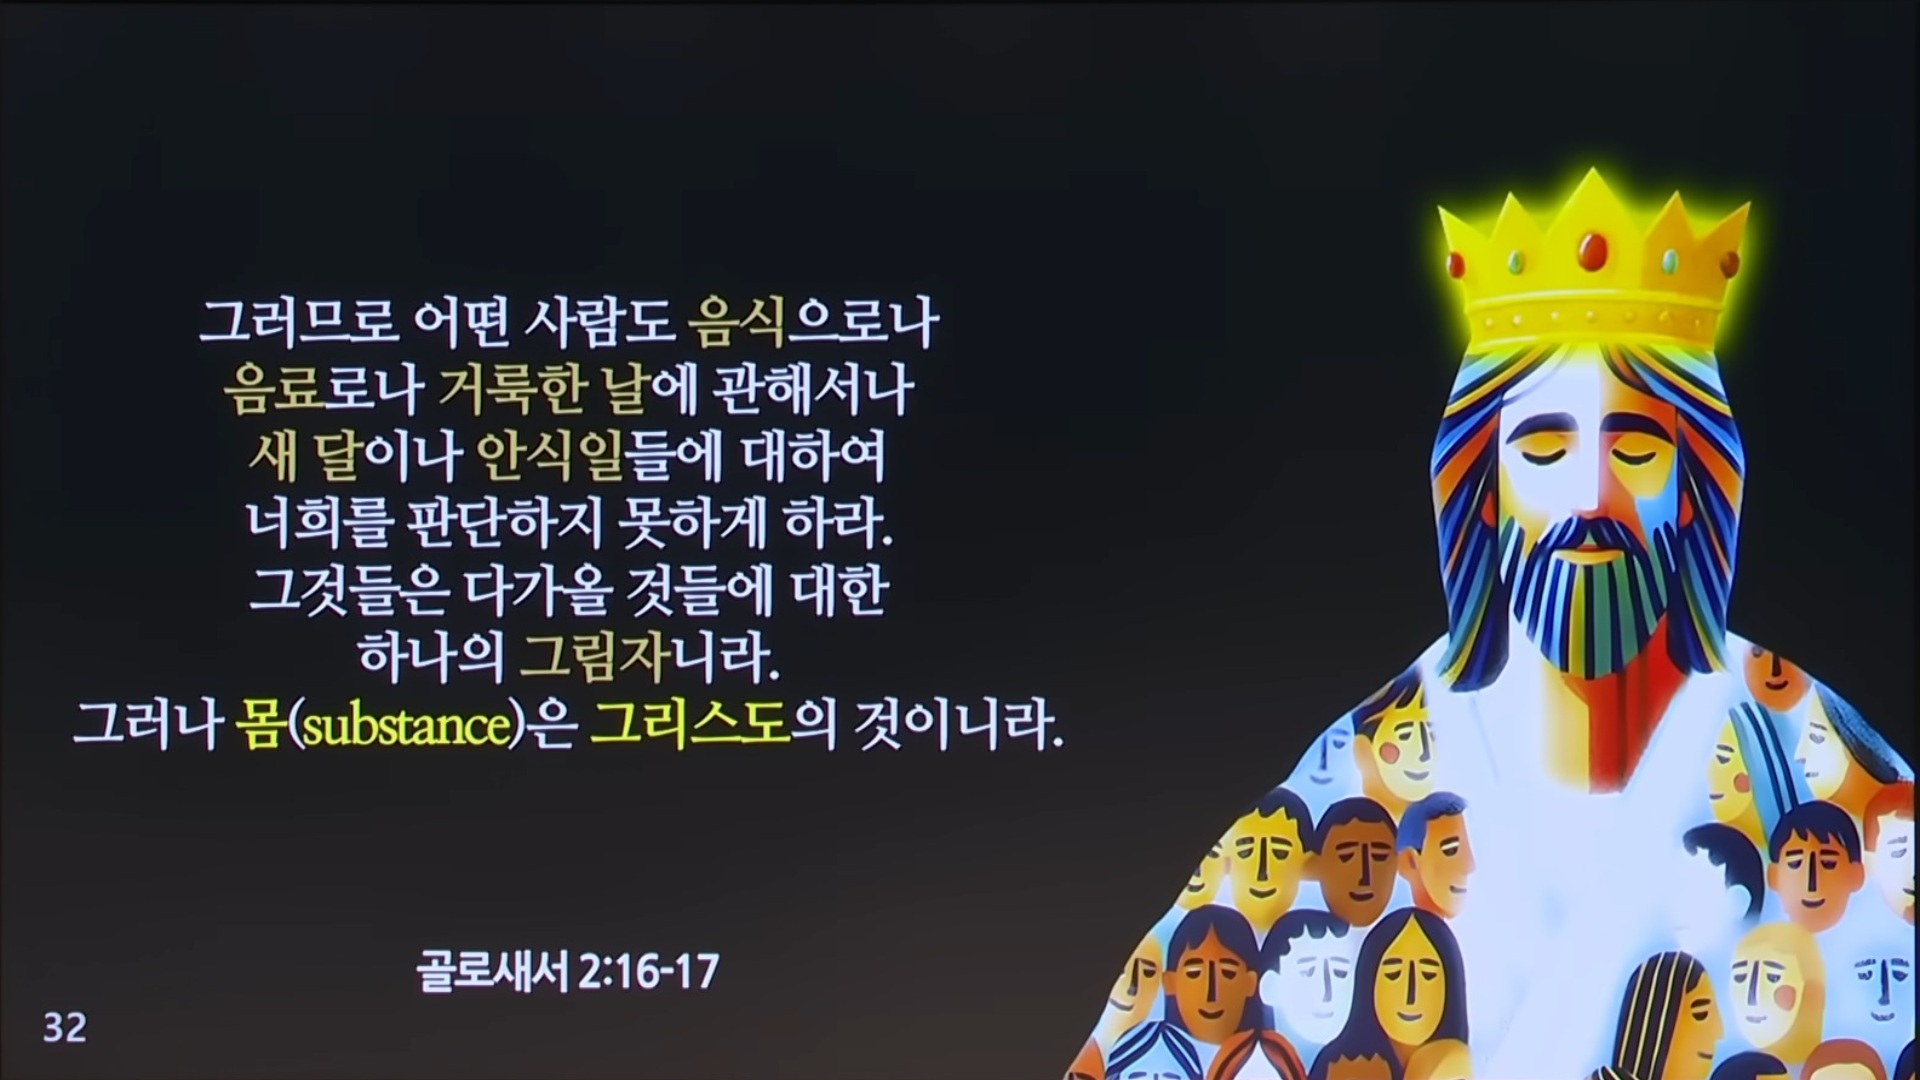 그러므로 어떤 사람도 음식으로나
음료로나 거룩한 날에 관해서나
새 달이나 안식일들에 대하여
너희를 판단하지 못하게 하라.
그것들은 다가올 것들에 대한
하나의 그림자니라.
그러나 몸(substance)은 그리스도의 것이니라.
골로새서 2:16-17
32